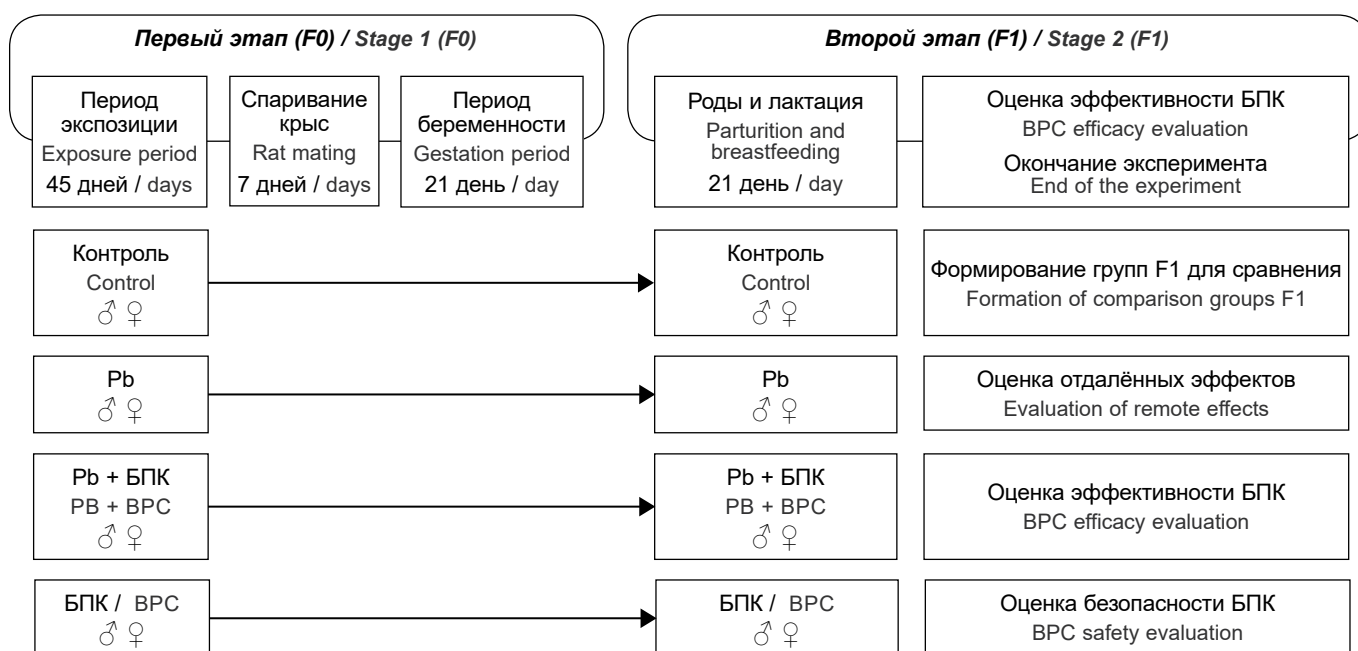 Первый этап (F0) / Stage 1 (F0)
Второй этап (F1) / Stage 2 (F1)
Период
экспозиции
Exposure period
45 дней / days
Спаривание
крыс
Rat mating
7 дней / days
Период
беременности
Gestation period
21 день / day
Роды и лактация
Parturition and
breastfeeding
21 день / day
Оценка эффективности БПК
BPC efficacy evaluation
Окончание эксперимента
End of the experiment
Контроль
Control
♂ ♀
Контроль
Control
♂ ♀
Формирование групп F1 для сравнения
Formation of comparison groups F1
Pb
♂ ♀
Pb
♂ ♀
Оценка отдалённых эффектов
Evaluation of remote effects
Pb + БПК
PB + BPC
♂ ♀
Pb + БПК
PB + BPC
♂ ♀
Оценка эффективности БПК
BPC efficacy evaluation
БПК / BPC
♂ ♀
БПК / BPC
♂ ♀
Оценка безопасности БПК
BPC safety evaluation